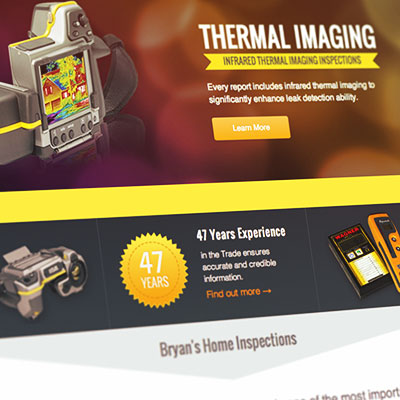 THERMAL IMAGING
INFRARED THERMAL IMAGING INSPECTIONS
Every report includes infrared thermal imaging to
significantly enhance leak detection ability.
Learn More
47
YEARS
47 Years Experience
in the Trade ensures
accurate and credible
information.
Find out more →
WAGNER
Bryan's Home Inspections
of the most import